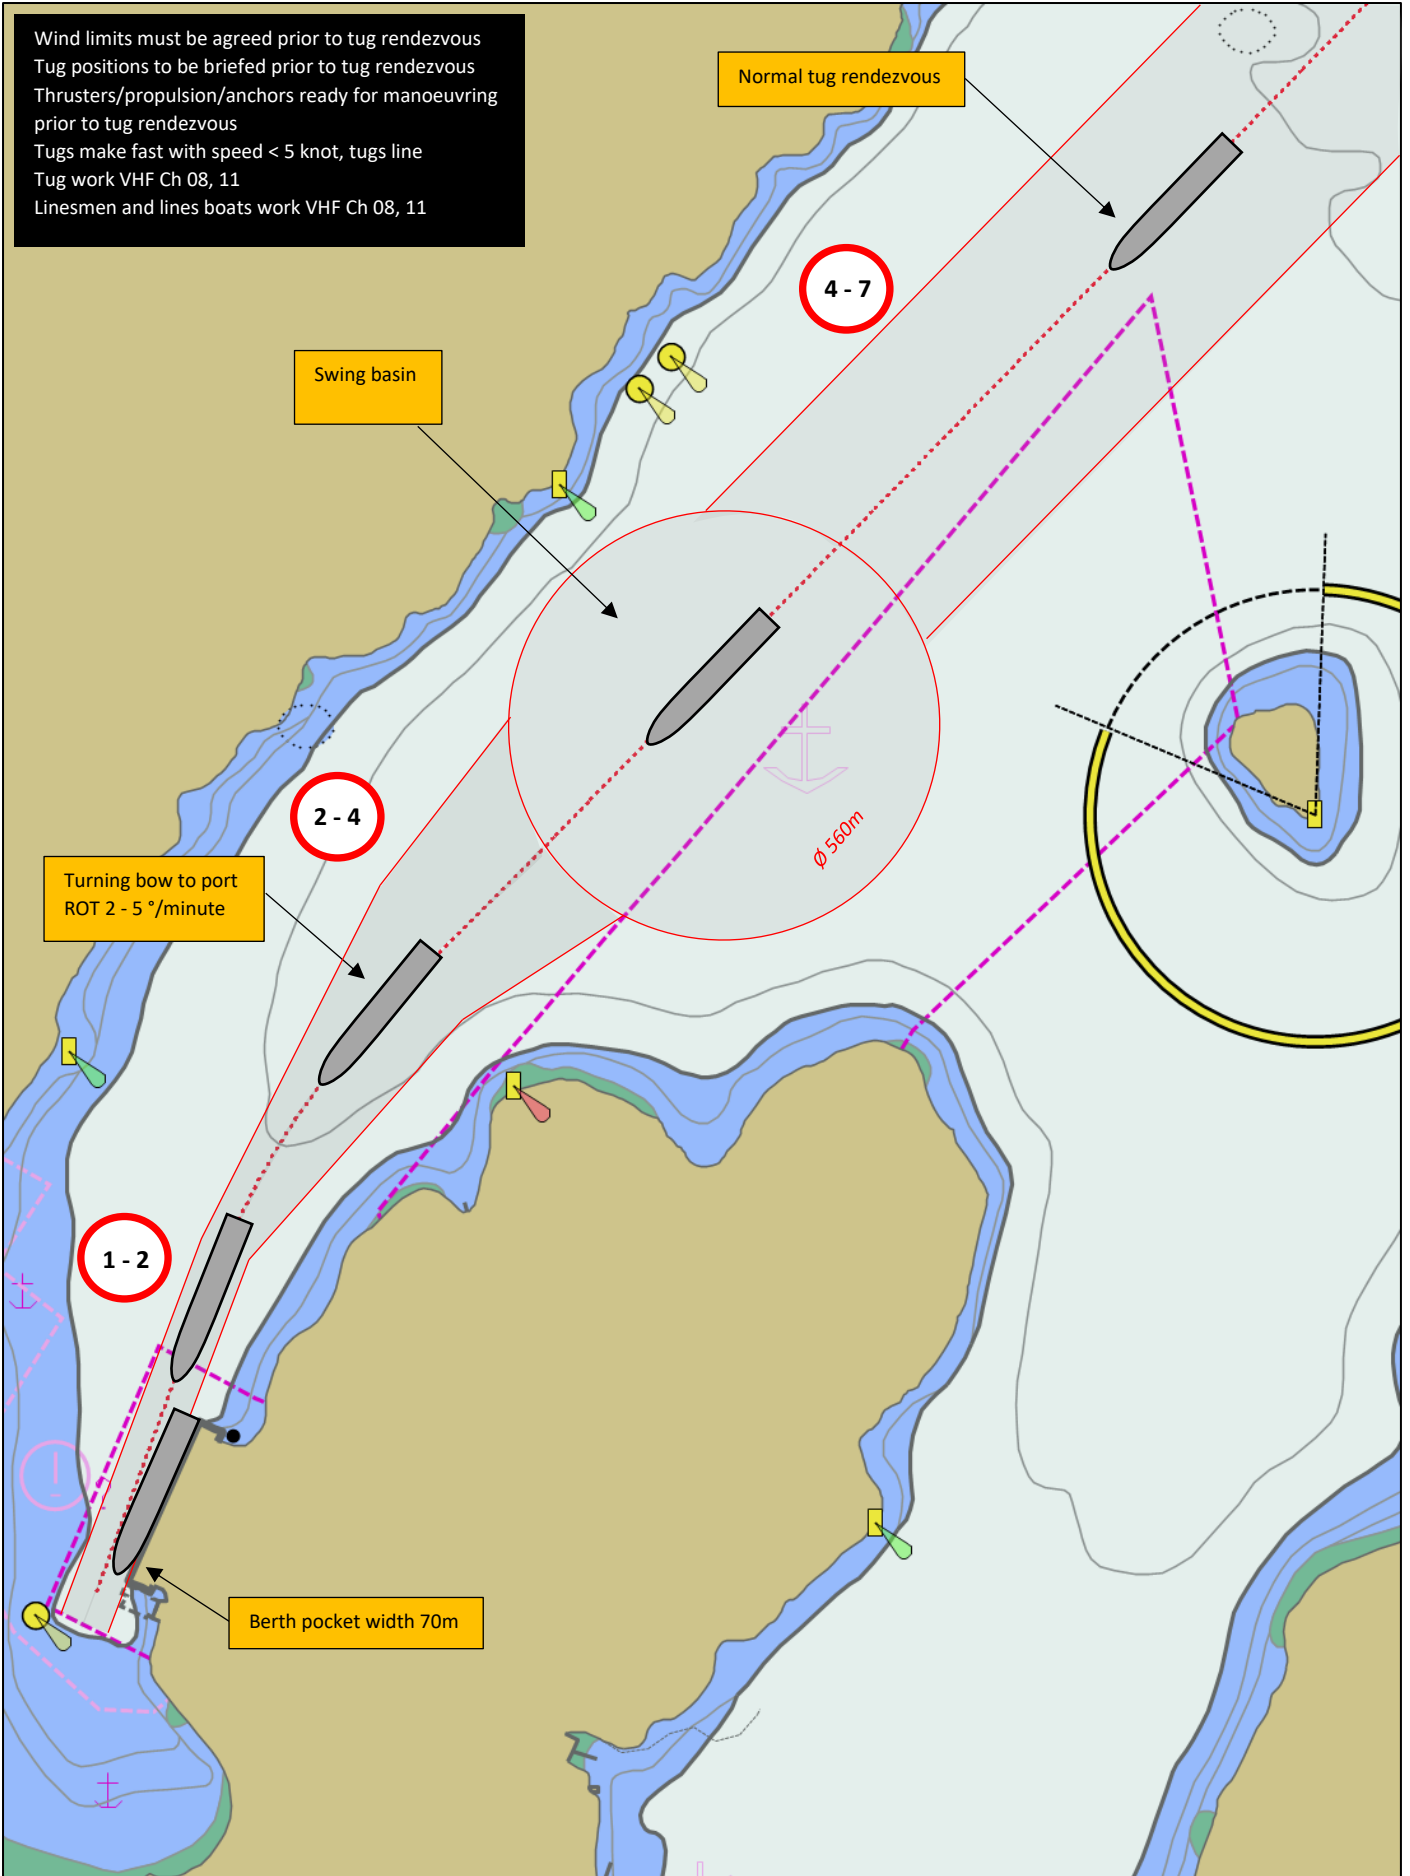 Wind limits must be agreed prior to tug rendezvous
Tug positions to be briefed prior to tug rendezvous
Thrusters/propulsion/anchors ready for manoeuvring
prior to tug rendezvous
Tugs make fast with speed < 5 knot, tugs line
Tug work VHF Ch 08, 11
Linesmen and lines boats work VHF Ch 08, 11
Normal tug rendezvous
4 - 7
Swing basin
2 - 4
Ø 560m
Turning bow to port
ROT 2 - 5 °/minute
1 - 2
Berth pocket width 70m